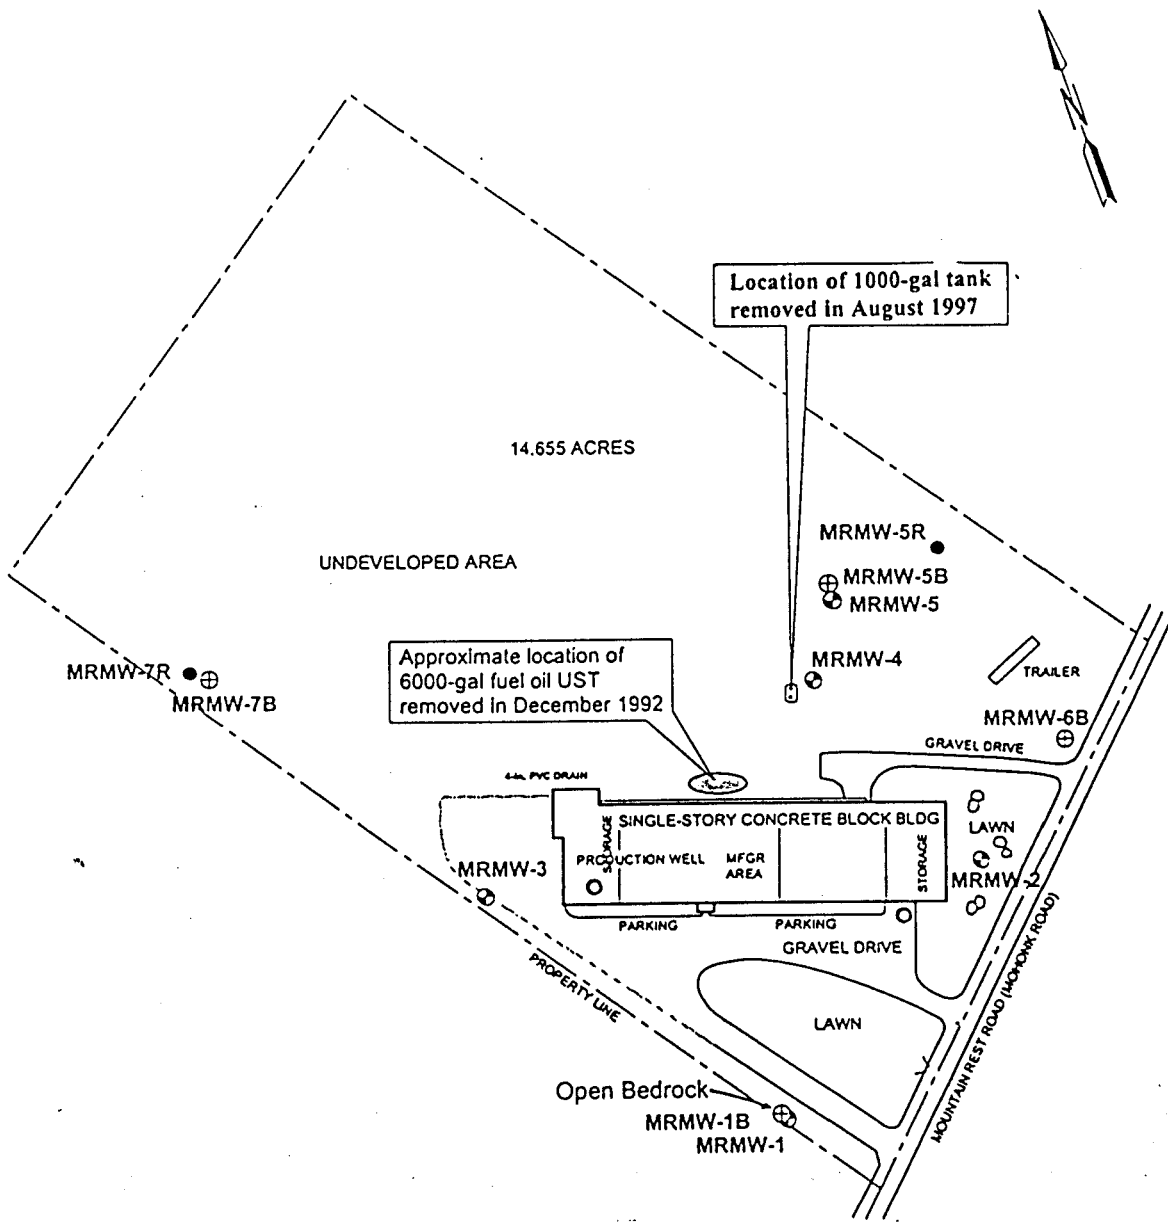 N
Location of 1000-gal tank
removed in August 1997
14.655 ACRES
MRMW-5R
UNDEVELOPED AREA
MRMW-5B
MRMW-5
Approximate location of
6000-gal fuel oil UST
removed in December 1992
MRMW-4
MRMW-7R
MRMW-7B
TRAILER
MRMW-6B
GRAVEL DRIVE
4-in. PVC DRAIN
SINGLE-STORY CONCRETE BLOCK BLDG
LAWN
STORAGE
PRODUCTION WELL
MFGR
AREA
STORAGE
MRMW-3
MRMW-2
PARKING
PARKING
GRAVEL DRIVE
PROPERTY LINE
LAWN
MOUNTAIN REST ROAD (MOHONK ROAD)
Open Bedrock
MRMW-1B
MRMW-1